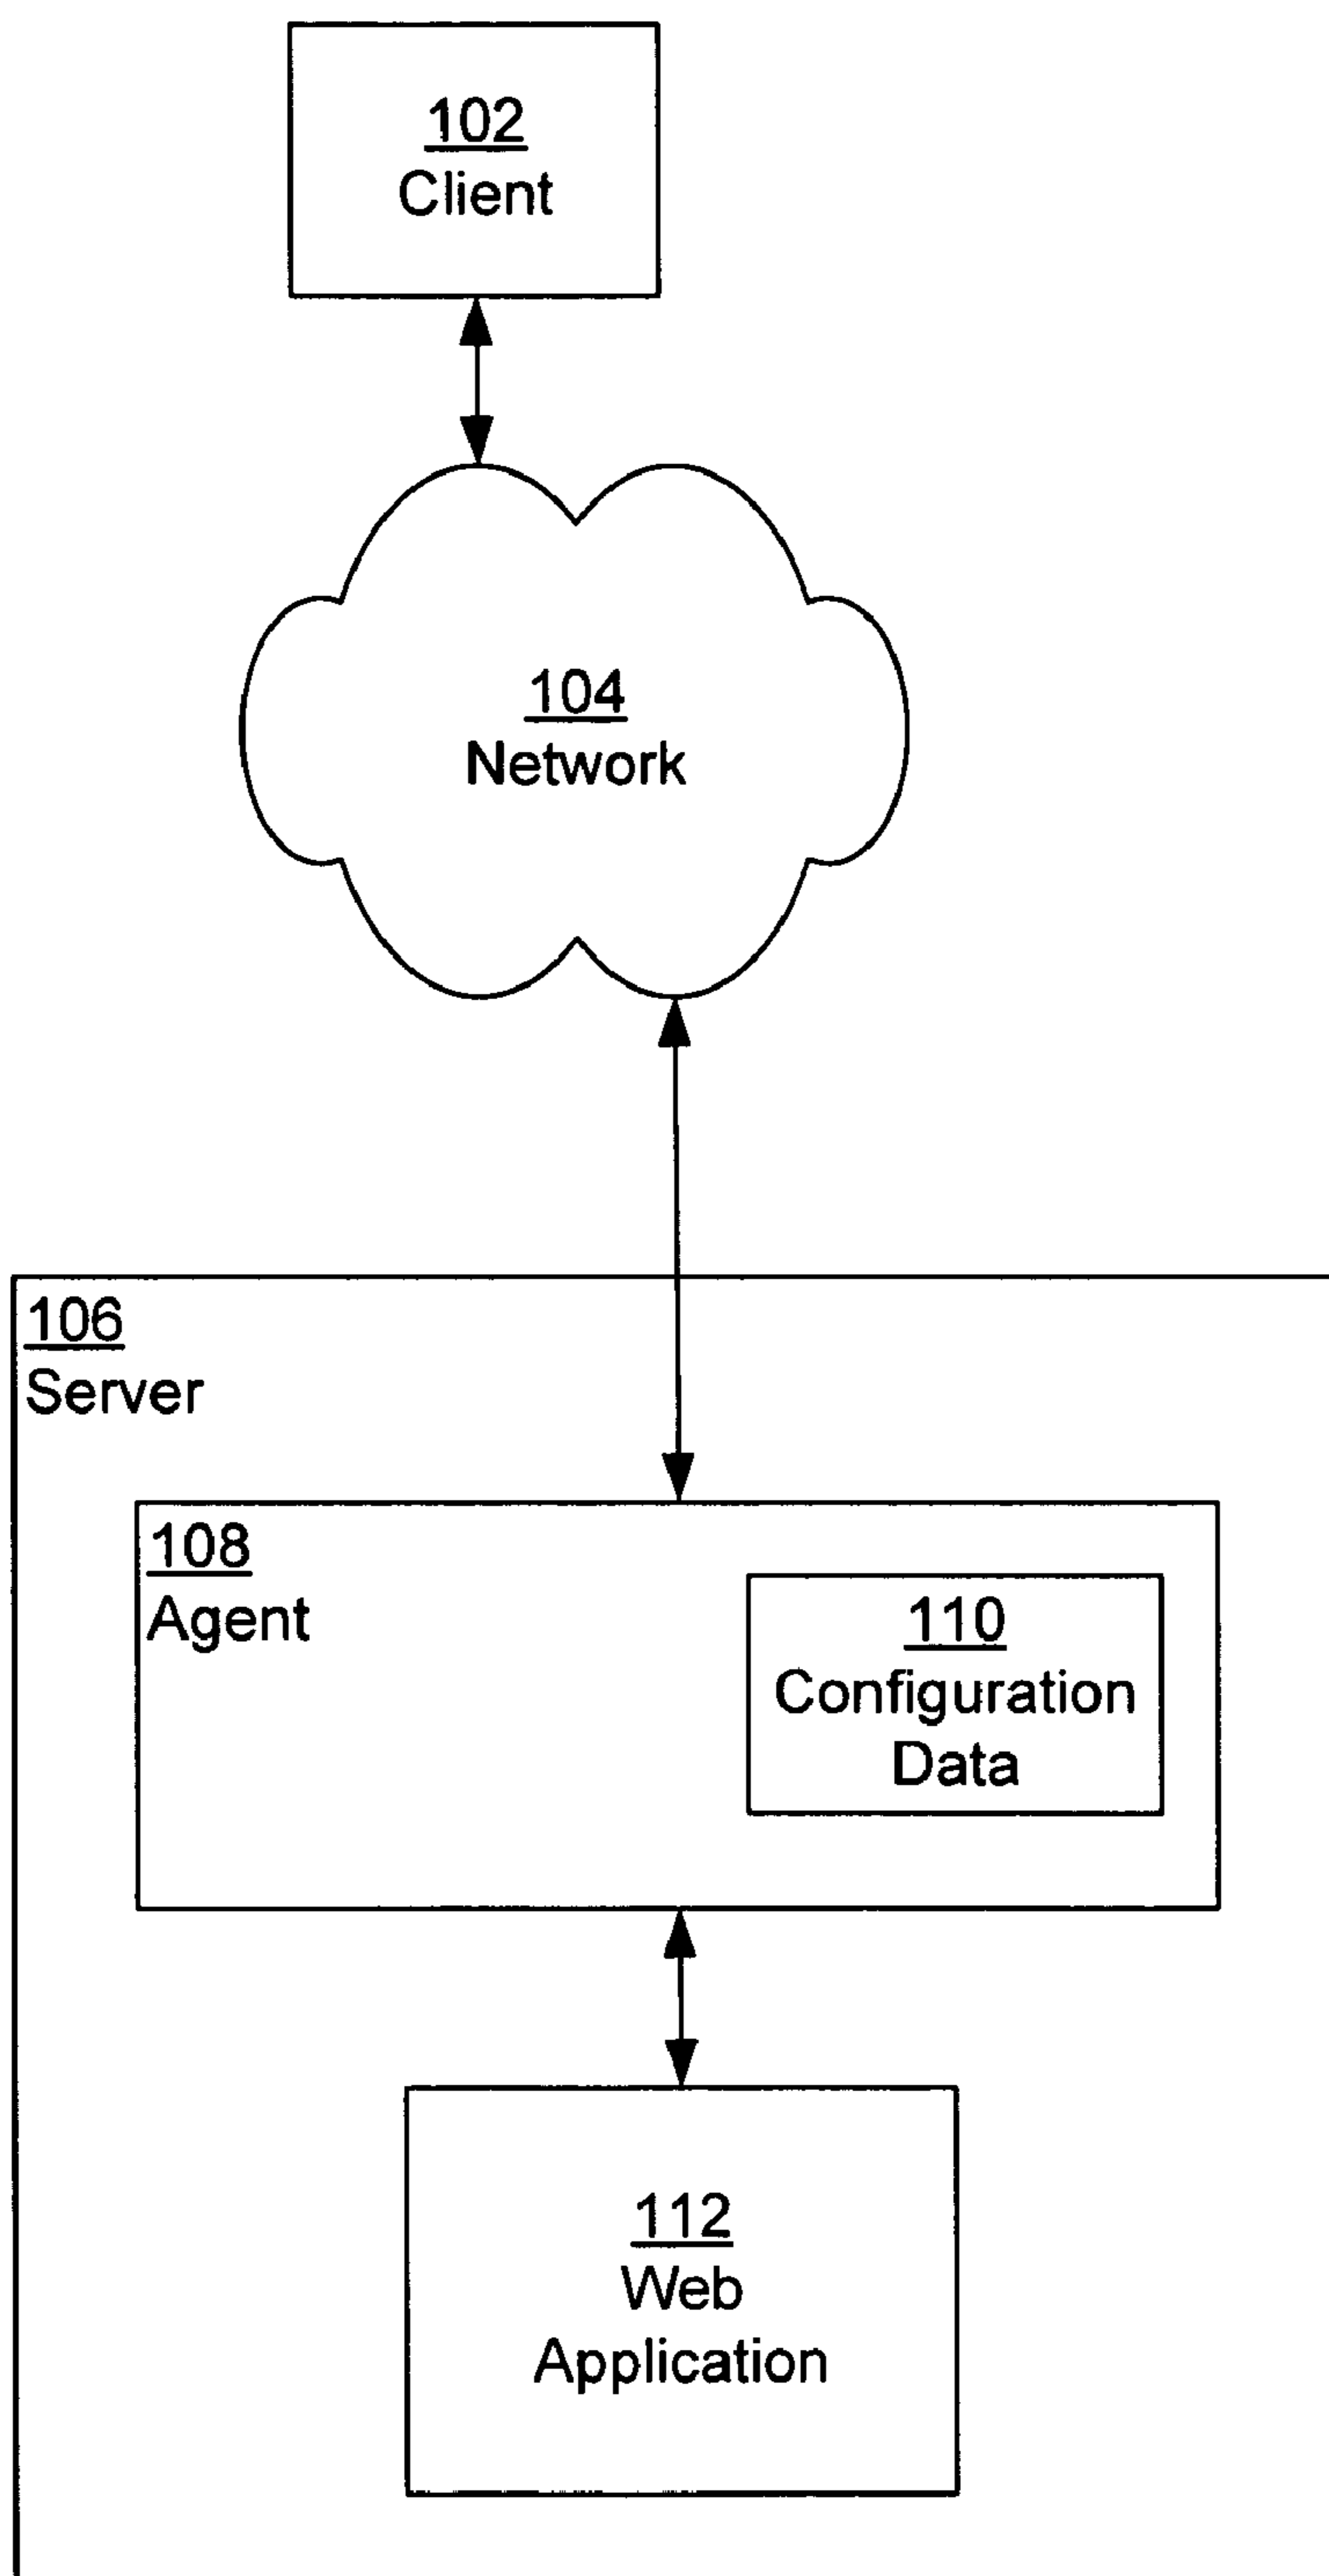 102
Client
104
Network
106
Server
108
Agent
110
Configuration
Data
112
Web
Application